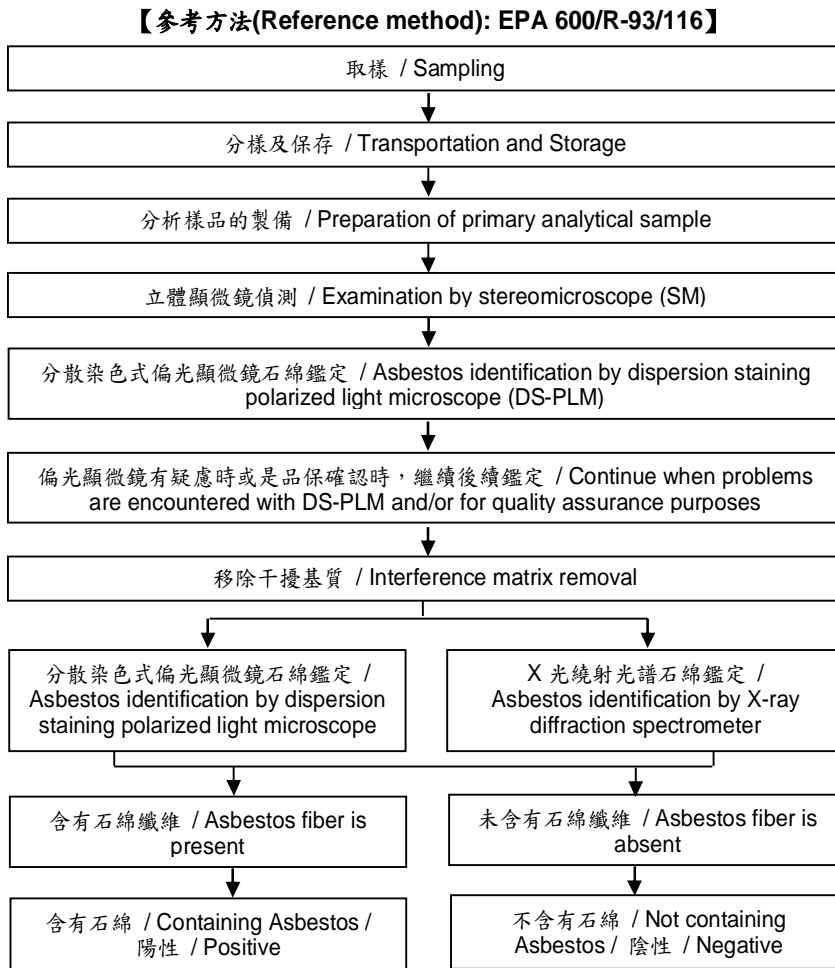 【參考方法(Reference method): EPA 600/R-93/116】
取樣 / Sampling
分樣及保存 / Transportation and Storage
分析樣品的製備 / Preparation of primary analytical sample
立體顯微鏡偵測 / Examination by stereomicroscope (SM)
分散染色式偏光顯微鏡石綿鑑定 / Asbestos identification by dispersion staining
polarized light microscope (DS-PLM)
偏光顯微鏡有疑慮時或是品保確認時，繼續後續鑑定 / Continue when problems
are encountered with DS-PLM and/or for quality assurance purposes
移除干擾基質 / Interference matrix removal
分散染色式偏光顯微鏡石綿鑑定 /
Asbestos identification by dispersion
staining polarized light microscope
X 光繞射光譜石綿鑑定 /
Asbestos identification by X-ray
diffraction spectrometer
含有石綿纖維 / Asbestos fiber is
present
未含有石綿纖維 / Asbestos fiber is
absent
含有石綿 / Containing Asbestos /
陽性 / Positive
不含有石綿 / Not containing
Asbestos / 陰性 / Negative